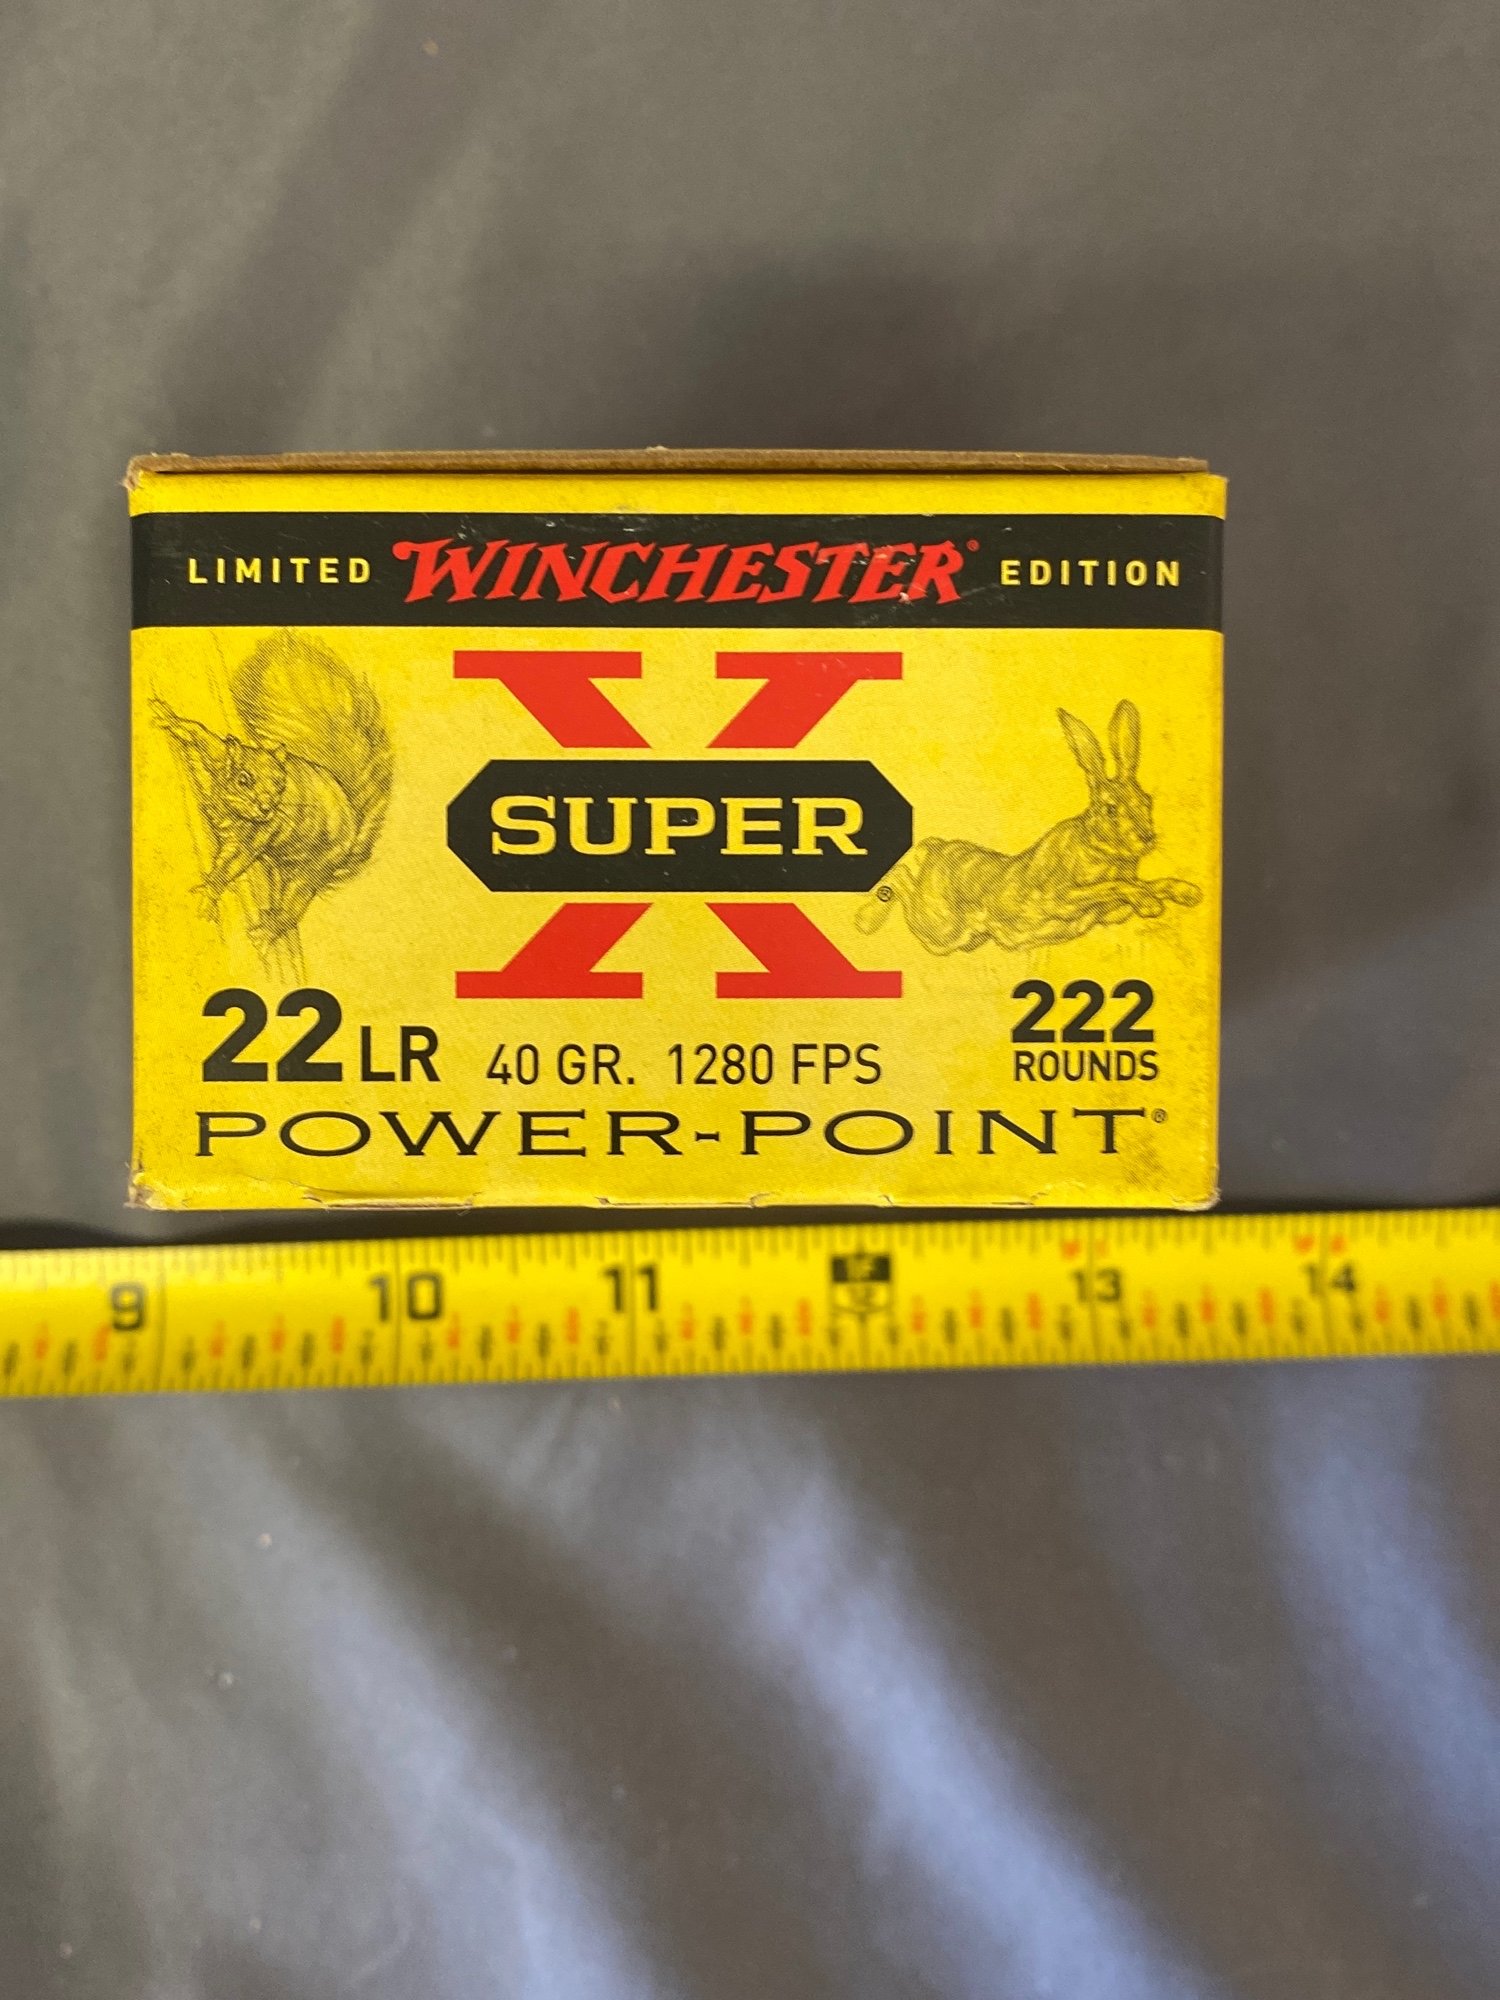 LIMITED WINCHESTER® EDITION
X
SUPER®
22 LR 40 GR. 1280 FPS 222 ROUNDS
POWER-POINT®
9 10 11 1F 12 13 14